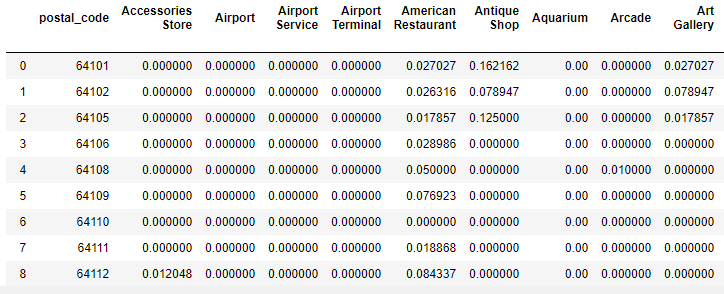 postal_code Accessories Store Airport Airport Service Airport Terminal American Restaurant Antique Shop Aquarium Arcade Art Gallery
0 64101 0.000000 0.000000 0.000000 0.000000 0.027027 0.162162 0.00 0.000000 0.027027
1 64102 0.000000 0.000000 0.000000 0.000000 0.026316 0.078947 0.00 0.000000 0.078947
2 64105 0.000000 0.000000 0.000000 0.000000 0.017857 0.125000 0.00 0.000000 0.017857
3 64106 0.000000 0.000000 0.000000 0.000000 0.028986 0.000000 0.00 0.000000 0.000000
4 64108 0.000000 0.000000 0.000000 0.000000 0.050000 0.000000 0.00 0.010000 0.000000
5 64109 0.000000 0.000000 0.000000 0.000000 0.076923 0.000000 0.00 0.000000 0.000000
6 64110 0.000000 0.000000 0.000000 0.000000 0.000000 0.000000 0.00 0.000000 0.000000
7 64111 0.000000 0.000000 0.000000 0.000000 0.018868 0.000000 0.00 0.000000 0.000000
8 64112 0.012048 0.000000 0.000000 0.000000 0.084337 0.000000 0.00 0.000000 0.000000